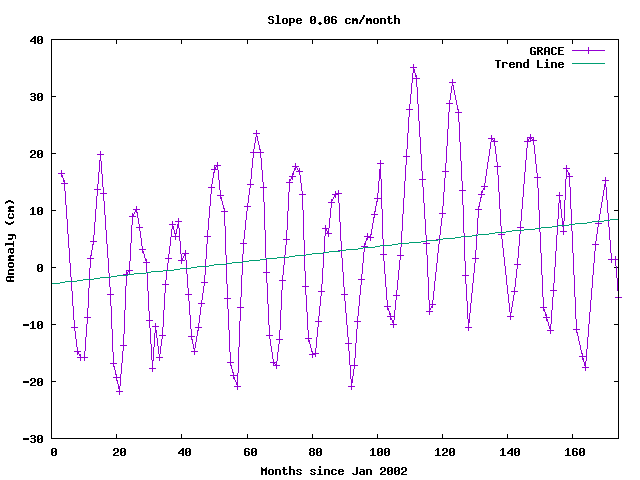 Slope 0.06 cm/month
GRACE
Trend Line
40
30
20
10
0
-10
-20
-30
Anomaly (cm)
0 20 40 60 80 100 120 140 160
Months since Jan 2002